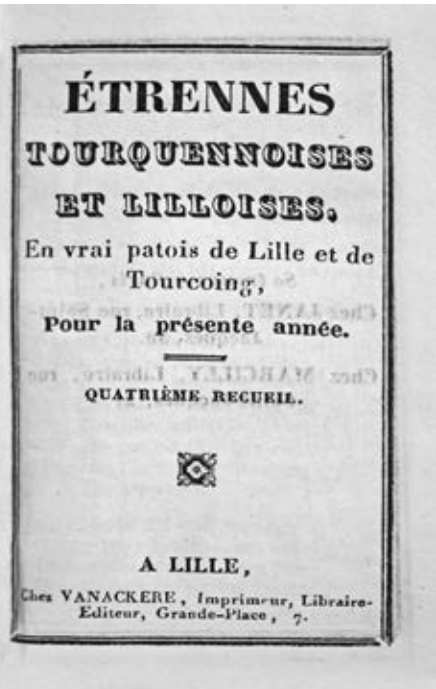 ÉTRENNES
TOURQUENNOISES
ET LILLOISES,
En vrai patois de Lille et de
Tourcoing,
Pour la présente année.
QUATRIÈME RECUEIL.
A LILLE,
Chez VANACKERE, Imprimeur, Libraire-
Editeur, Grande-Place, 7.